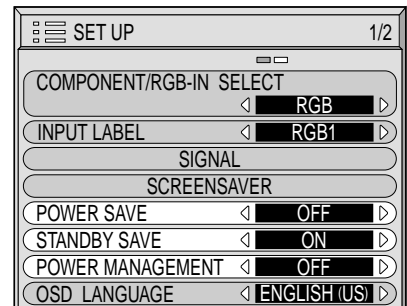 SET UP 1/2
COMPONENT/RGB-IN SELECT
RGB
INPUT LABEL RGB1
SIGNAL
SCREENSAVER
POWER SAVE OFF
STANDBY SAVE ON
POWER MANAGEMENT OFF
OSD LANGUAGE ENGLISH (US)